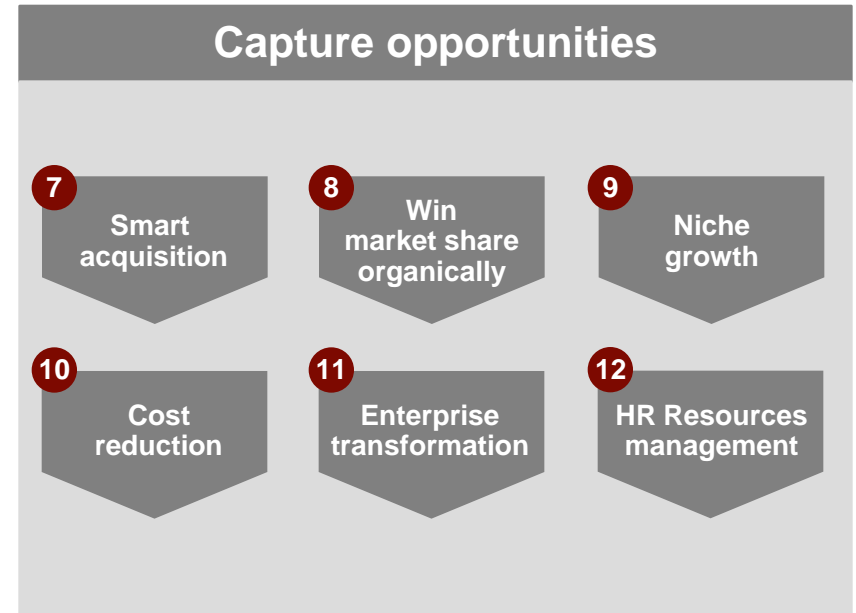 Capture opportunities
7
Smart
acquisition
8
Win
market share
organically
9
Niche
growth
10
Cost
reduction
11
Enterprise
transformation
12
HR Resources
management